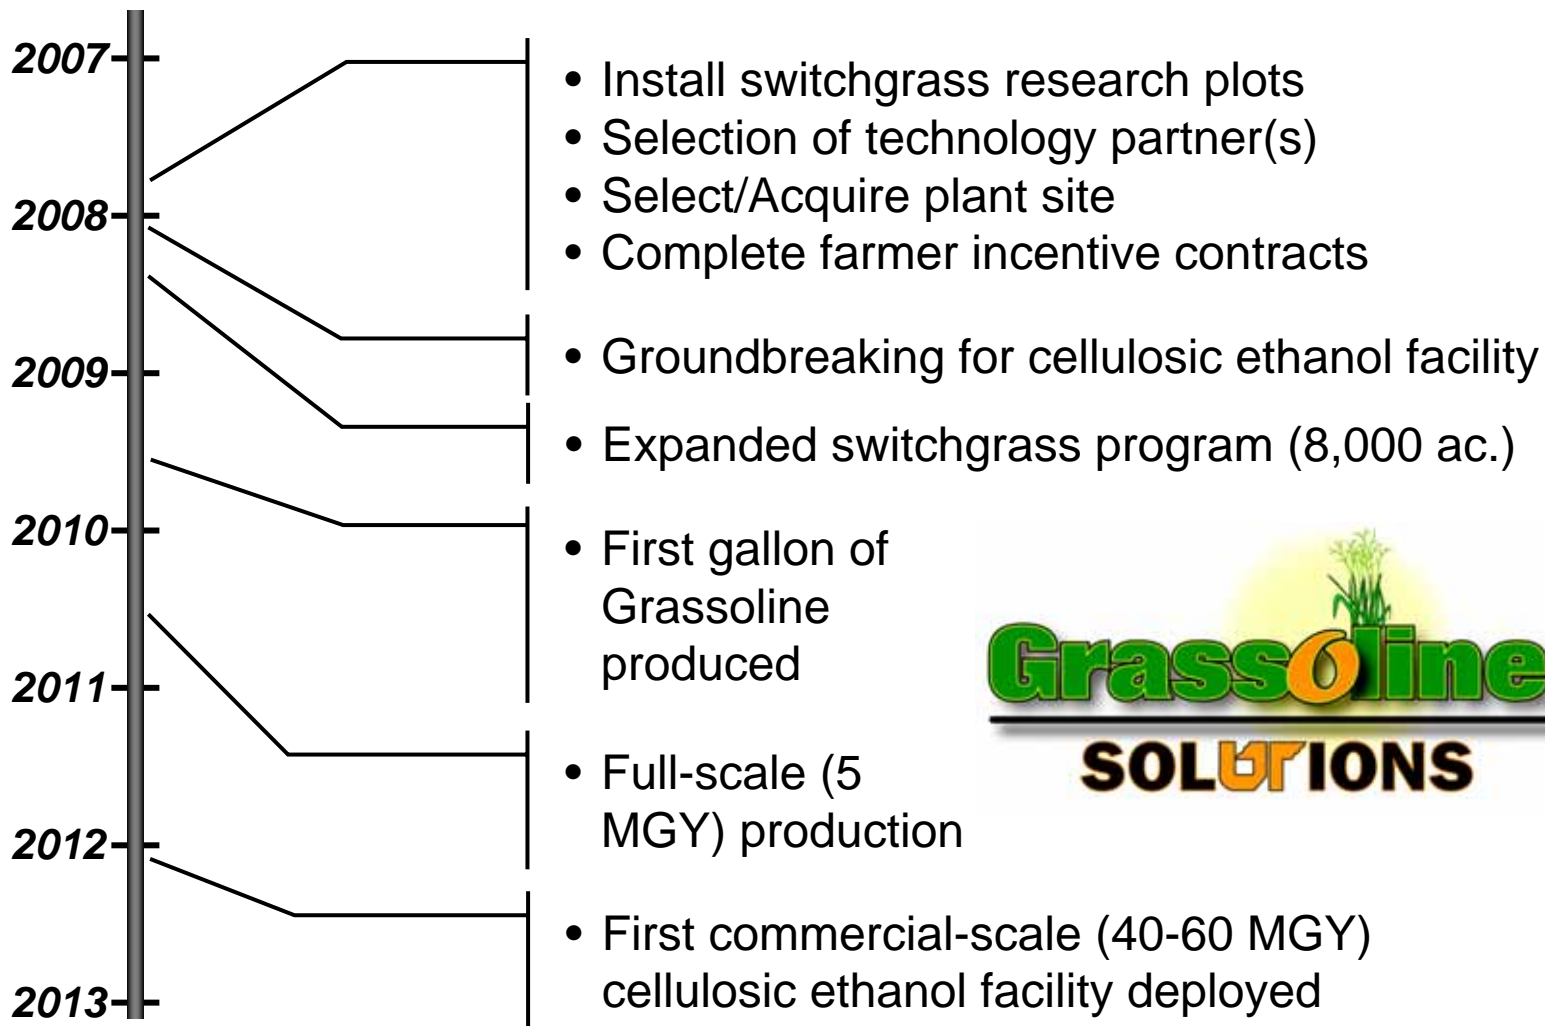 2007
• Install switchgrass research plots
• Selection of technology partner(s)
• Select/Acquire plant site
2008
• Complete farmer incentive contracts
• Groundbreaking for cellulosic ethanol facility
2009
• Expanded switchgrass program (8,000 ac.)
2010
• First gallon of
Grassoline
produced
Grassoline
SOLUTIONS
2011
• Full-scale (5
MGY) production
2012
• First commercial-scale (40-60 MGY)
cellulosic ethanol facility deployed
2013